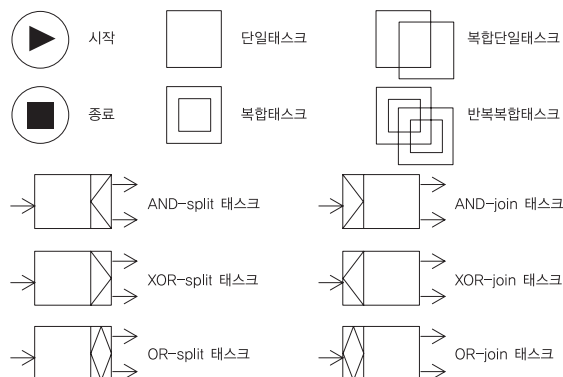 시작
단일태스크
복합단일태스크
종료
복합태스크
반복복합태스크
AND-split 태스크
AND-join 태스크
XOR-split 태스크
XOR-join 태스크
OR-split 태스크
OR-join 태스크